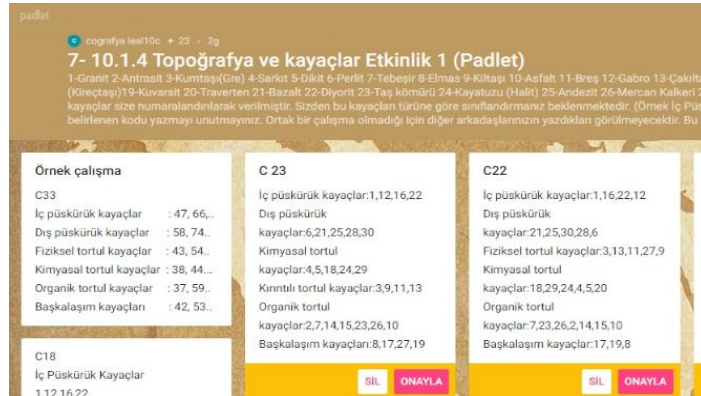 padlet
cografya leal10c + 23 - 2g
7- 10.1.4 Topoğrafya ve kayaçlar Etkinlik 1 (Padlet)
1-Granit 2-Antrasit 3-Kumtaşı(Gre) 4-Sarkıt 5-Dikit 6-Perlit 7-Tebeşir 8-Elmas 9-Kiltaşı 10-Asfalt 11-Breş 12-Gabro 13-Çakılta
(Kireçtaşı)19-Kuvarsit 20-Traverten 21-Bazalt 22-Diyorit 23-Taş kömürü 24-Kayatuzu (Halit) 25-Andezit 26-Mercan Kalkeri
kayaçlar size numaralandırılarak verilmiştir. Sizden bu kayaçları türüne göre sınıflandırmanız beklenmektedir. (Örnek İç Püs
belirlenen kodu yazmayı unutmayınız. Ortak bir çalışma olmadığı için diğer arkadaşlarınızın yazdıkları görülmeyecektir. Bu
Örnek çalışma
C33
İç püskürük kayaçlar : 47, 66,..
Dış püskürük kayaçlar : 58, 74..
Fiziksel tortul kayaçlar : 43, 54..
Kimyasal tortul kayaçlar : 38, 44...
Organik tortul kayaçlar : 37, 59...
Başkalaşım kayaçları : 42, 53..
C18
İç Püskürük Kayaçlar
1,12,16,22
C 23
İç püskürük kayaçlar:1,12,16,22
Dış püskürük
kayaçlar:6,21,25,28,30
Kimyasal tortul
kayaçlar:4,5,18,24,29
Kırıntılı tortul kayaçlar:3,9,11,13
Organik tortul
kayaçlar:2,7,14,15,23,26,10
Başkalaşım kayaçları:8,17,27,19
SİL ONAYLA
C22
İç püskürük kayaçlar:1,16,22,12
Dış püskürük
kayaçlar:21,25,30,28,6
Fiziksel tortul kayaçlar:3,13,11,27,9
Kimyasal tortul
kayaçlar:18,29,24,4,5,20
Organik tortul
kayaçlar:7,23,26,2,14,15,10
Başkalaşım kayaçlar:17,19,8
SİL ONAYLA